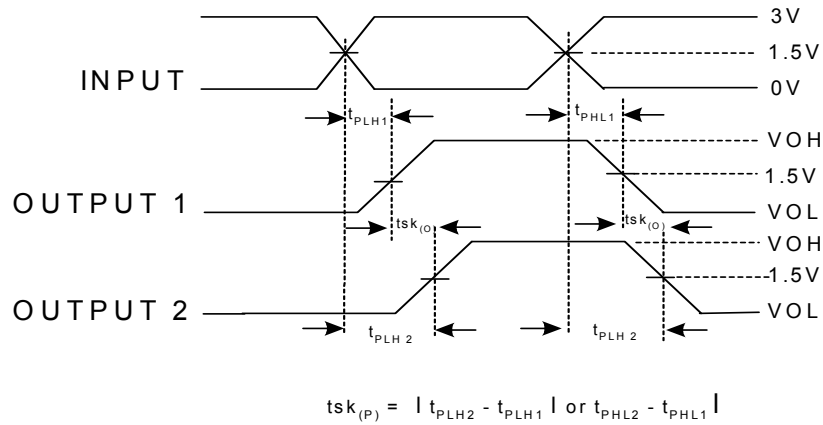 3V
1.5V
INPUT
0V
tPLH1 tPHL1
VOH
1.5V
OUTPUT 1
VOL
tsk(O) tsk(O)
VOH
1.5V
OUTPUT 2
VOL
tPLH 2 tPLH 2
tsk(P) = | tPLH2 - tPLH1 | or tPHL2 - tPHL1 |